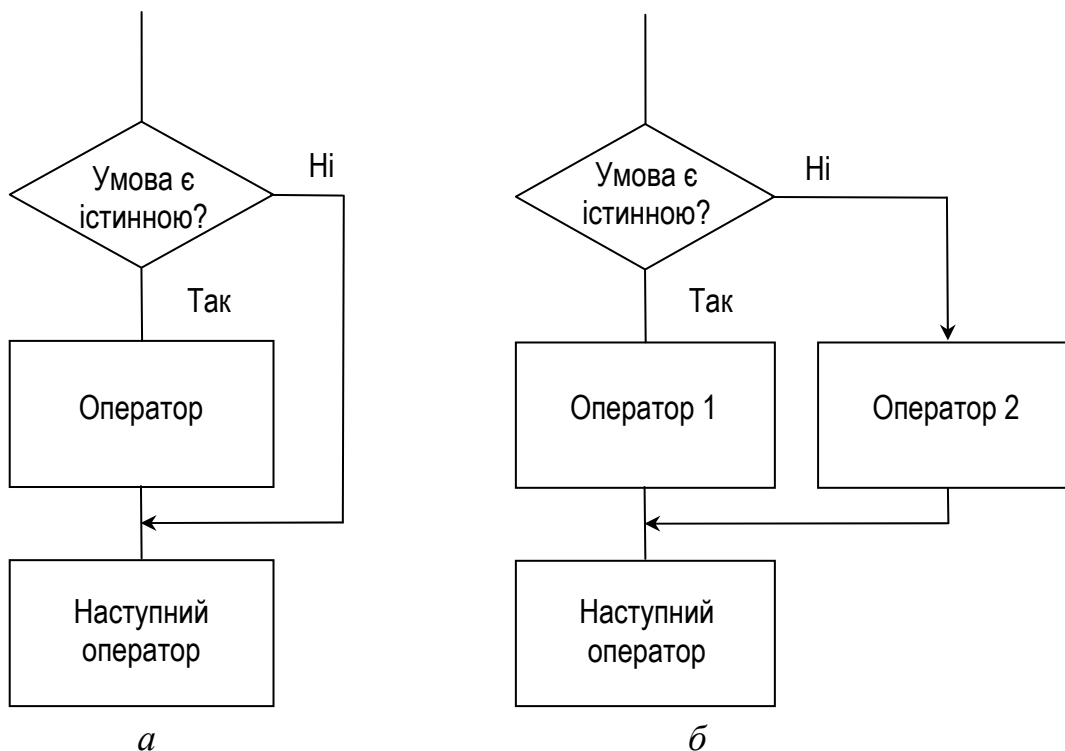 Умова є
істинною?
Ні
Так
Оператор
Наступний
оператор
а
Умова є
істинною?
Ні
Так
Оператор 1
Оператор 2
Наступний
оператор
б